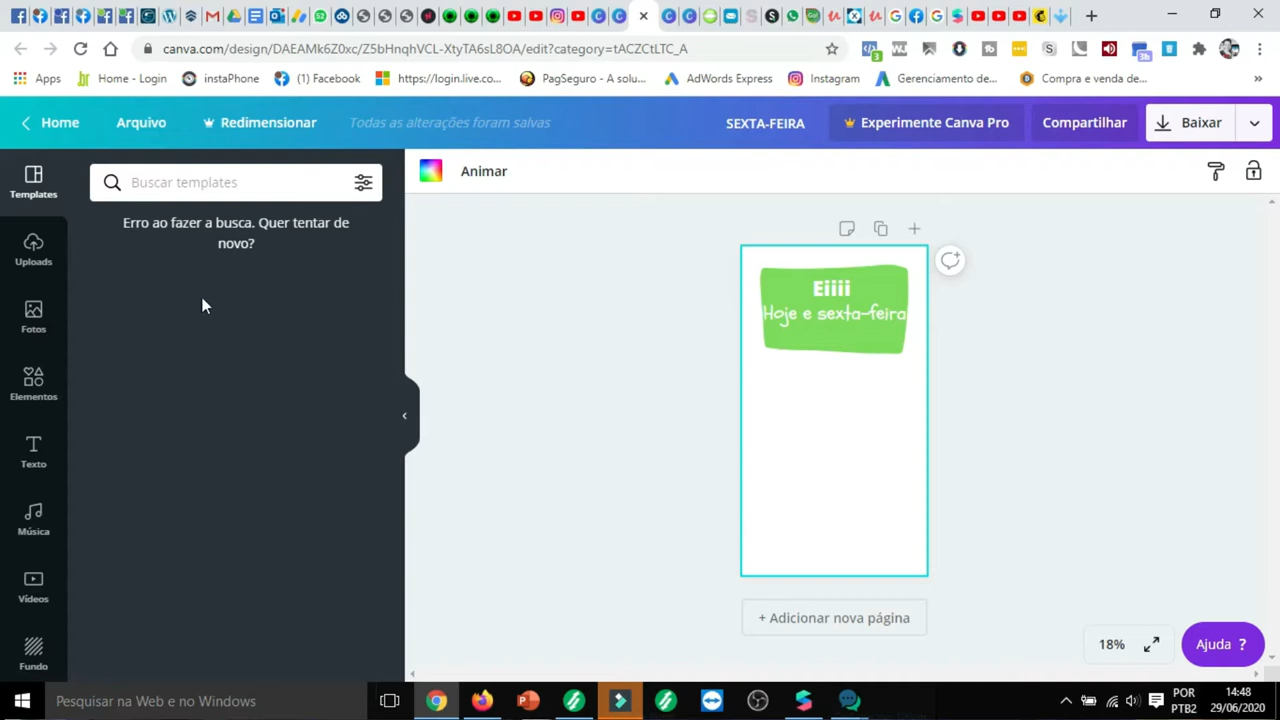 canva.com/design/DAEAMk6Z0xc/Z5bHnqhVCL-XtyTA6sL8OA/edit?category=tACZCtLTC_A
Apps
Home - Login
instaPhone
(1) Facebook
https://login.live.co...
PagSeguro - A solu...
AdWords Express
Instagram
Gerenciamento de...
Compra e venda de...
»
Home
Arquivo
Redimensionar
Todas as alterações foram salvas
SEXTA-FEIRA
Experimente Canva Pro
Compartilhar
Baixar
Templates
Uploads
Fotos
Elementos
Texto
Música
Vídeos
Fundo
Buscar templates
Erro ao fazer a busca. Quer tentar de
novo?
Animar
Eiiii
Hoje e sexta-feira
+ Adicionar nova página
18%
Ajuda ?
Pesquisar na Web e no Windows
POR
PTB2
14:48
29/06/2020